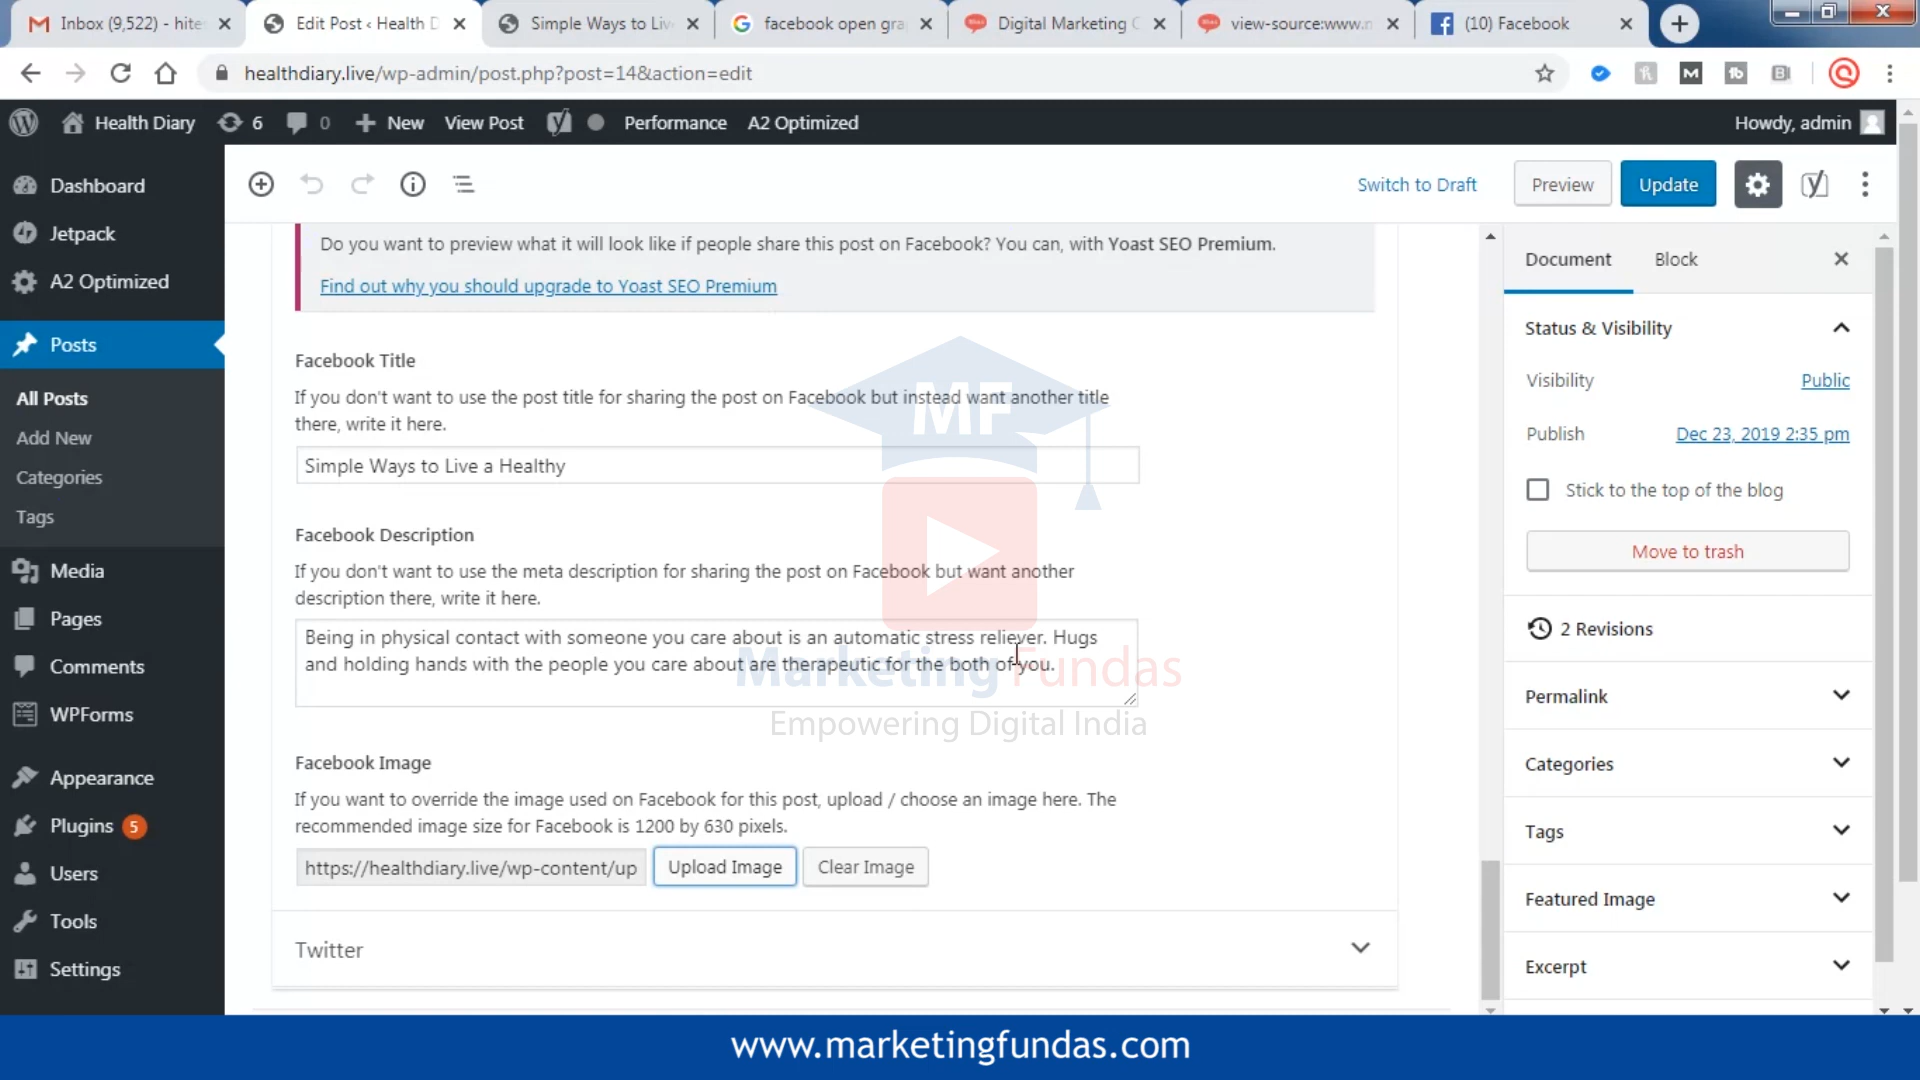 Inbox (9,522) - hite
Edit Post ‹ Health D
Simple Ways to Liv
facebook open gra
Digital Marketing C
view-source:www.m
(10) Facebook
healthdiary.live/wp-admin/post.php?post=14&action=edit
Health Diary
6
0
New
View Post
Performance
A2 Optimized
Howdy, admin
Dashboard
Jetpack
A2 Optimized
Posts
All Posts
Add New
Categories
Tags
Media
Pages
Comments
WPForms
Appearance
Plugins 5
Users
Tools
Settings
Switch to Draft
Preview
Update
Do you want to preview what it will look like if people share this post on Facebook? You can, with Yoast SEO Premium.
Find out why you should upgrade to Yoast SEO Premium
Facebook Title
If you don't want to use the post title for sharing the post on Facebook but instead want another title
there, write it here.
Simple Ways to Live a Healthy
Facebook Description
If you don't want to use the meta description for sharing the post on Facebook but want another
description there, write it here.
Being in physical contact with someone you care about is an automatic stress reliever. Hugs
and holding hands with the people you care about are therapeutic for the both of you.
Facebook Image
If you want to override the image used on Facebook for this post, upload / choose an image here. The
recommended image size for Facebook is 1200 by 630 pixels.
https://healthdiary.live/wp-content/up
Upload Image
Clear Image
Twitter
Document
Block
Status & Visibility
Visibility
Public
Publish
Dec 23, 2019 2:35 pm
Stick to the top of the blog
Move to trash
2 Revisions
Permalink
Categories
Tags
Featured Image
Excerpt
MF
Marketing Fundas
Empowering Digital India
www.marketingfundas.com